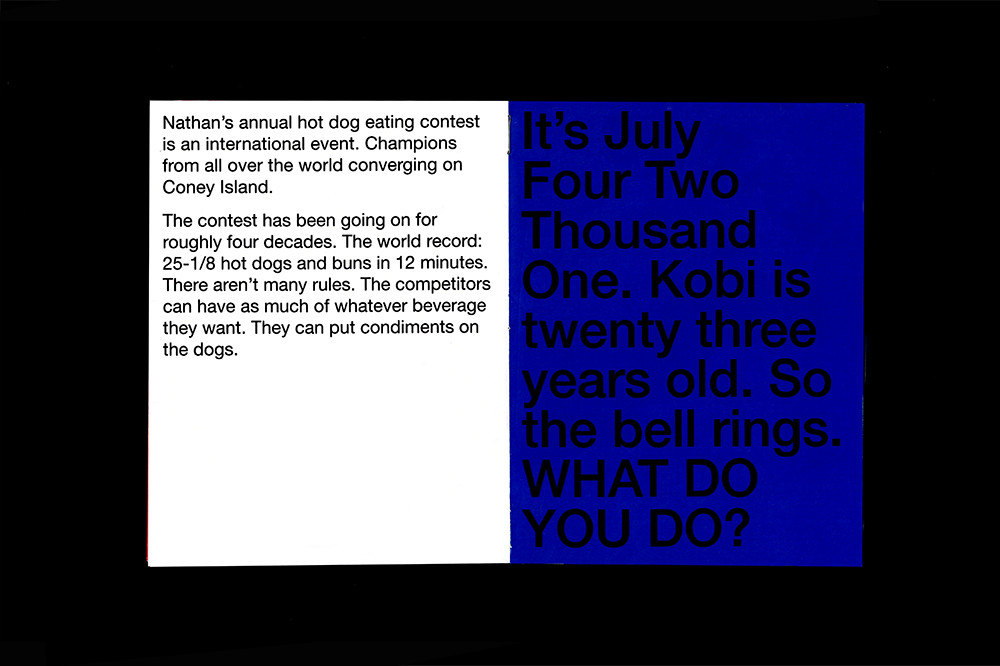 Nathan’s annual hot dog eating contest
is an international event. Champions
from all over the world converging on
Coney Island.
The contest has been going on for
roughly four decades. The world record:
25-1/8 hot dogs and buns in 12 minutes.
There aren’t many rules. The competitors
can have as much of whatever beverage
they want. They can put condiments on
the dogs.
It’s July
Four Two
Thousand
One. Kobi is
twenty three
years old. So
the bell rings.
WHAT DO
YOU DO?